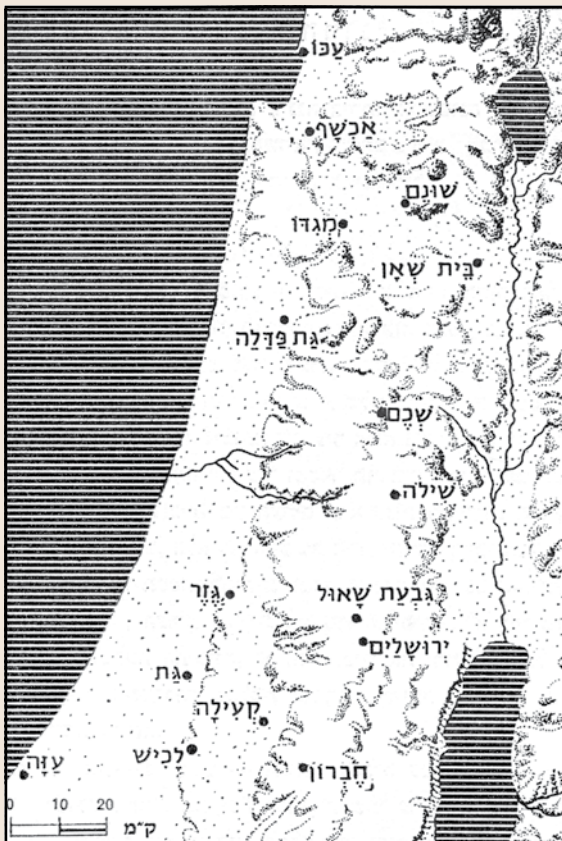 עַכּוֹ
אַכְשָׁף
שׁוּנֵם
מְגִדּוֹ
בֵּית שְׁאָן
גַּת פַּדַלָּה
שְׁכֶם
שִׁילֹה
גֶּזֶר
גִּבְעַת שָׁאוּל
יְרוּשָׁלַיִם
גַּת
קְעִילָה
לָכִישׁ
עַזָּה
חֶבְרוֹן
0 10 20
ק״מ